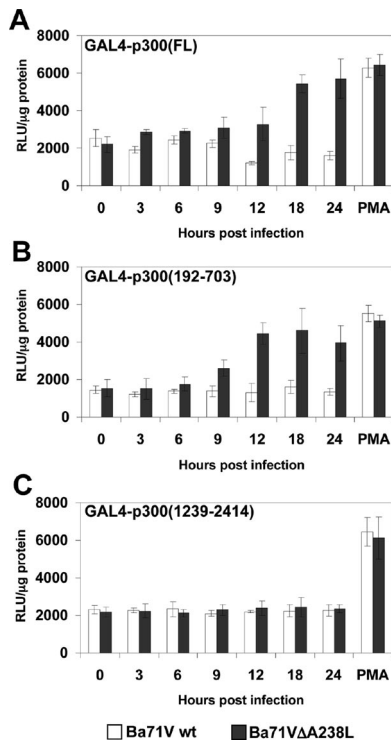 A
GAL4-p300(FL)
RLU/µg protein
8000
6000
4000
2000
0
0 3 6 9 12 18 24 PMA
Hours post infection
B
GAL4-p300(192-703)
RLU/µg protein
8000
6000
4000
2000
0
0 3 6 9 12 18 24 PMA
Hours post infection
C
GAL4-p300(1239-2414)
RLU/µg protein
8000
6000
4000
2000
0
0 3 6 9 12 18 24 PMA
Hours post infection
Ba71V wt Ba71VΔA238L